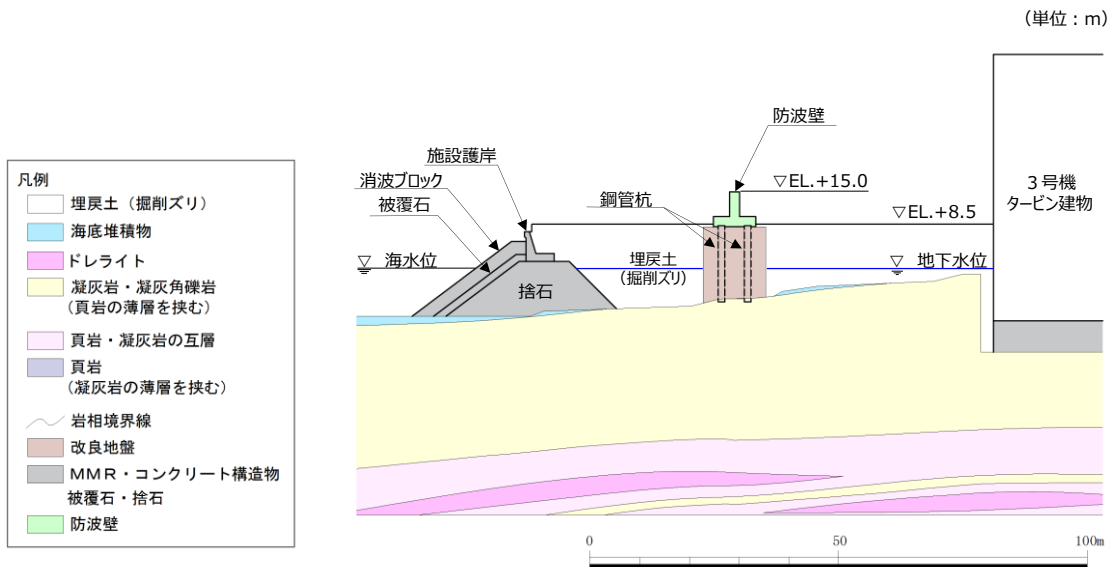 （単位：m）
防波壁
施設護岸
消波ブロック
被覆石
鋼管杭
▽EL.+15.0
▽EL.+8.5
3号機
タービン建物
▽ 海水位
埋戻土
（掘削ズリ）
▽ 地下水位
捨石
凡例
埋戻土（掘削ズリ）
海底堆積物
ドレライト
凝灰岩・凝灰角礫岩
（頁岩の薄層を挟む）
頁岩・凝灰岩の互層
頁岩
（凝灰岩の薄層を挟む）
岩相境界線
改良地盤
ＭＭＲ・コンクリート構造物
被覆石・捨石
防波壁
0 50 100m